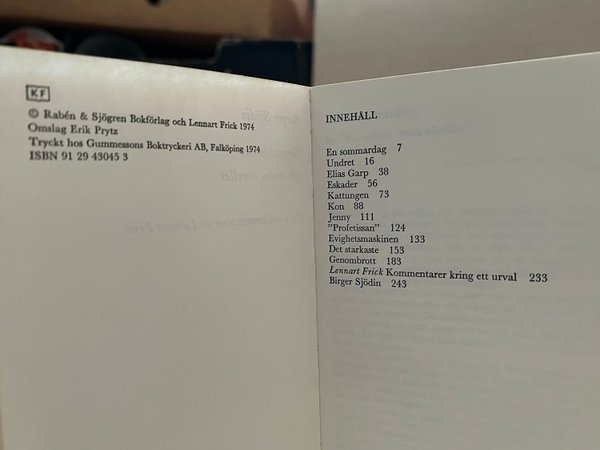 KF
© Rabén & Sjögren Bokförlag och Lennart Frick 1974
Omslag Erik Prytz
Tryckt hos Gummessons Boktryckeri AB, Falköping 1974
ISBN 91 29 43045 3
INNEHÅLL
En sommardag 7
Undret 16
Elias Garp 38
Eskader 56
Kattungen 73
Kon 88
Jenny 111
"Profetissan" 124
Evighetsmaskinen 133
Det starkaste 153
Genombrott 183
Lennart Frick Kommentarer kring ett urval 233
Birger Sjödin 243